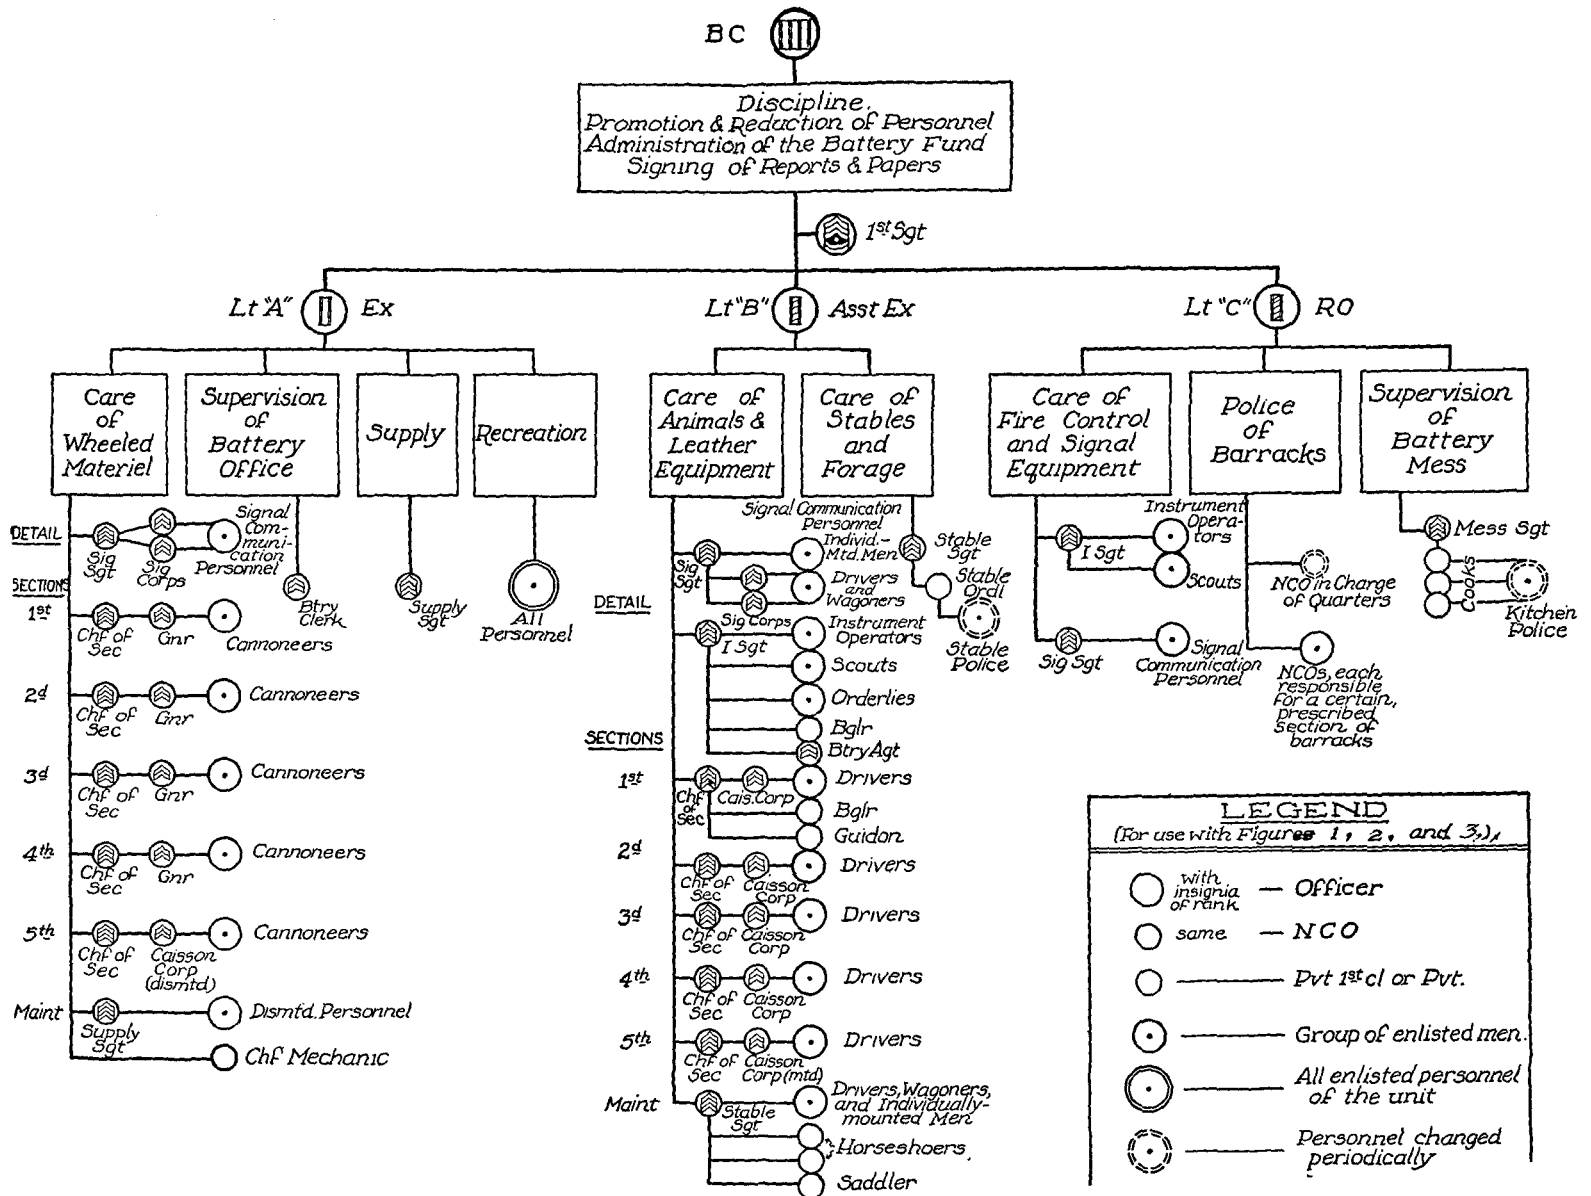 BC
Discipline.
Promotion & Reduction of Personnel
Administration of the Battery Fund
Signing of Reports & Papers
1st Sgt
Lt "A"
Ex
Lt "B"
Asst Ex
Lt "C"
RO
Care
of
Wheeled
Materiel
Supervision
of
Battery
Office
Supply
Recreation
Care of
Animals &
Leather
Equipment
Care of
Stables
and
Forage
Care of
Fire Control
and Signal
Equipment
Police
of
Barracks
Supervision
of
Battery
Mess
DETAIL
Sig
Sgt
Sig
Corps
Signal
Com-
muni-
cation
Personnel
SECTIONS
1st
Chf of
Sec
Gnr
Cannoneers
2d
Chf of
Sec
Gnr
Cannoneers
3d
Chf of
Sec
Gnr
Cannoneers
4th
Chf of
Sec
Gnr
Cannoneers
5th
Chf of
Sec
Caisson
Corp
(dismtd)
Cannoneers
Maint
Supply
Sgt
Dismtd. Personnel
Chf Mechanic
Btry
Clerk
Supply
Sgt
All
Personnel
DETAIL
Sig
Sgt
Signal Communication
Personnel
Individ.-
Mtd. Men
Drivers
and
Wagoners
Sig Corps
I Sgt
Instrument
Operators
Scouts
Orderlies
Bglr
Btry Agt
SECTIONS
1st
Chf
of
Sec
Cais. Corp
Drivers
Bglr
Guidon
2d
Chf of
Sec
Caisson
Corp
Drivers
3d
Chf of
Sec
Caisson
Corp
Drivers
4th
Chf of
Sec
Caisson
Corp
Drivers
5th
Chf of
Sec
Caisson
Corp (mtd)
Drivers
Maint
Stable
Sgt
Drivers, Wagoners,
and Individually-
mounted Men
Horseshoers
Saddler
Stable
Sgt
Stable
Ordl
Stable
Police
I Sgt
Instrument
Opera-
tors
Scouts
Sig Sgt
Signal
Communication
Personnel
NCO in Charge
of Quarters
NCOs, each
responsible
for a certain,
prescribed
section of
barracks
Mess Sgt
Cooks
Kitchen
Police
LEGEND
(For use with Figures 1, 2, and 3,)
with
insignia
of rank
— Officer
same — NCO
Pvt 1st cl or Pvt.
Group of enlisted men.
All enlisted personnel
of the unit
Personnel changed
periodically